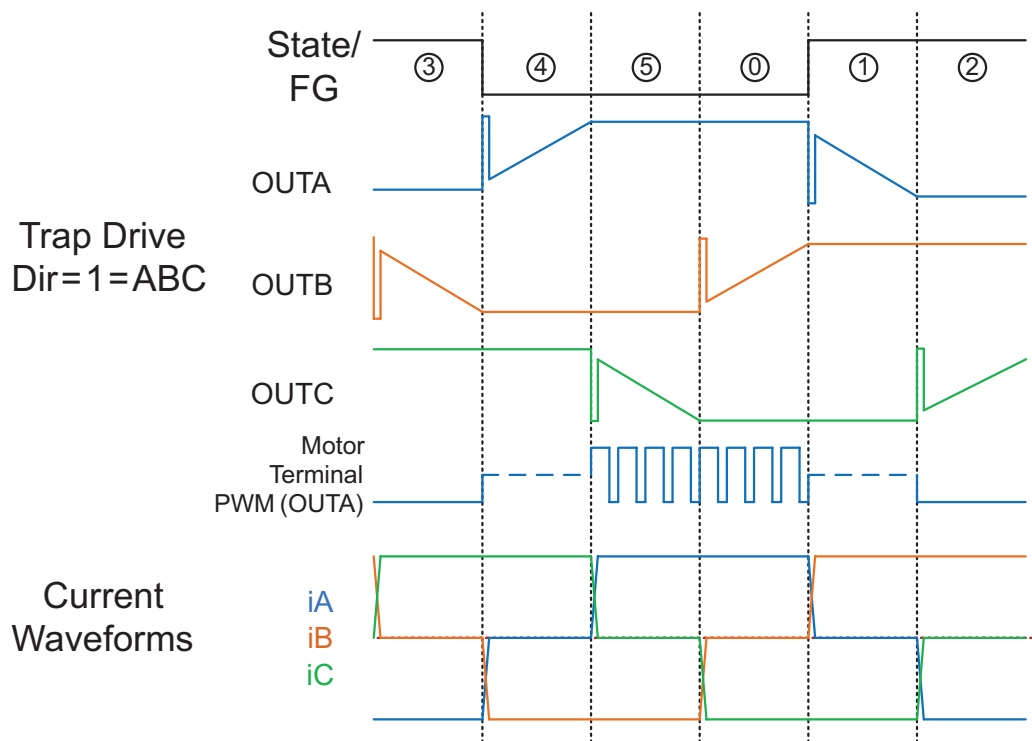 State/
FG
③ ④ ⑤ ⓪ ① ②
OUTA
Trap Drive
Dir=1=ABC
OUTB
OUTC
Motor
Terminal
PWM (OUTA)
Current
Waveforms
iA
iB
iC